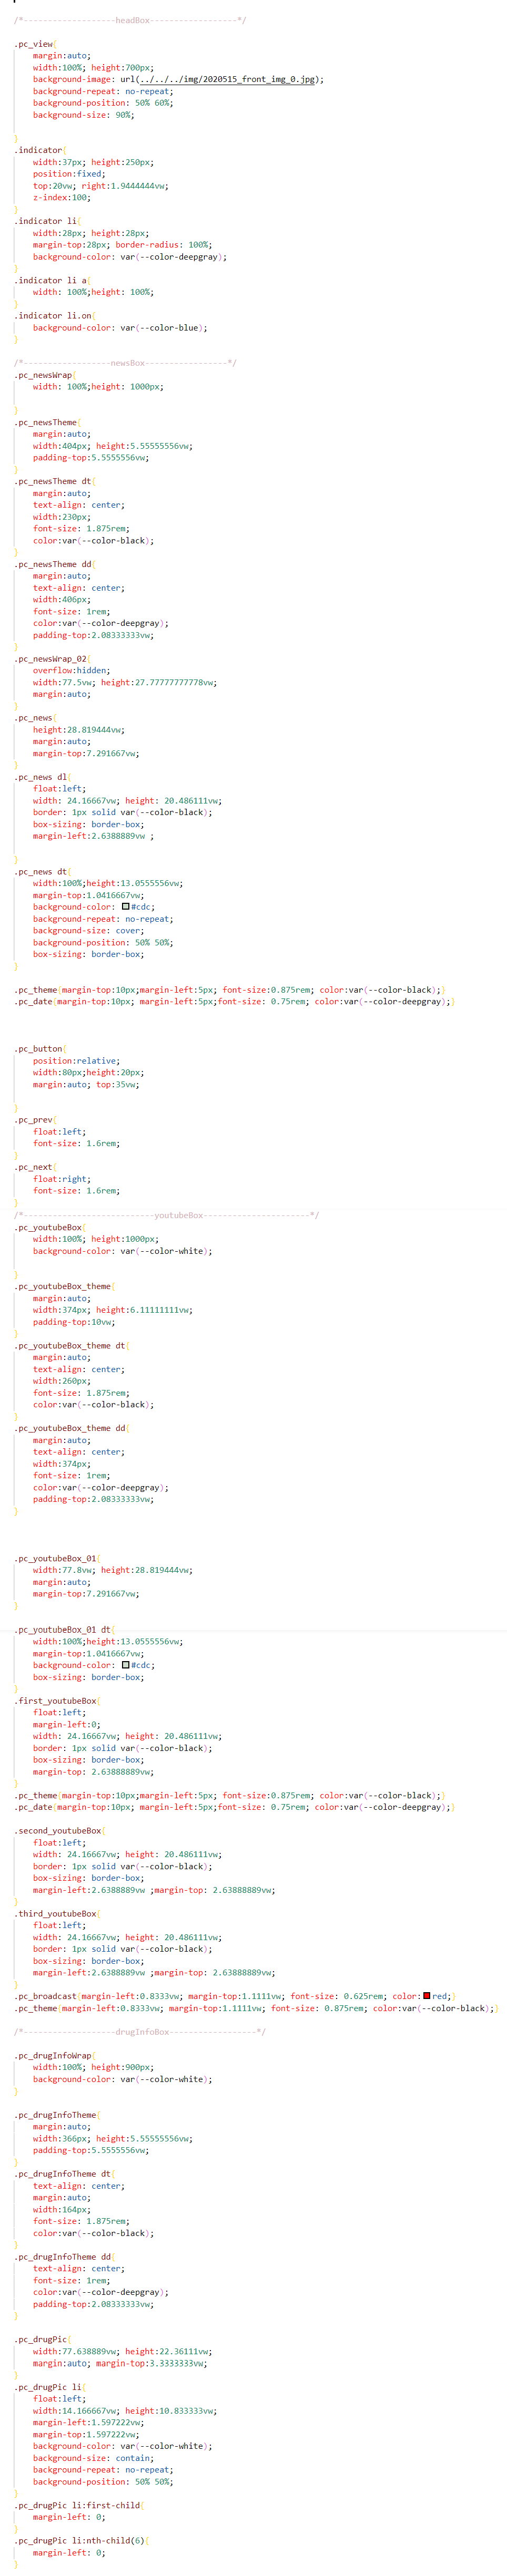 /*-------------------headBox------------------*/
.pc_view{
margin:auto;
width:100%; height:700px;
background-image: url(../../../img/2020515_front_img_0.jpg);
background-repeat: no-repeat;
background-position: 50% 60%;
background-size: 90%;
}
.indicator{
width:37px; height:250px;
position:fixed;
top:20vw; right:1.9444444vw;
z-index:100;
}
.indicator li{
width:28px; height:28px;
margin-top:28px; border-radius: 100%;
background-color: var(--color-deepgray);
}
.indicator li a{
width: 100%;height: 100%;
}
.indicator li.on{
background-color: var(--color-blue);
}
/*------------------newsBox-----------------*/
.pc_newsWrap{
width: 100%;height: 1000px;
}
.pc_newsTheme{
margin:auto;
width:404px; height:5.55555556vw;
padding-top:5.5555556vw;
}
.pc_newsTheme dt{
margin:auto;
text-align: center;
width:230px;
font-size: 1.875rem;
color:var(--color-black);
}
.pc_newsTheme dd{
margin:auto;
text-align: center;
width:406px;
font-size: 1rem;
color:var(--color-deepgray);
padding-top:2.08333333vw;
}
.pc_newsWrap_02{
overflow:hidden;
width:77.5vw; height:27.77777777778vw;
margin:auto;
}
.pc_news{
height:28.819444vw;
margin:auto;
margin-top:7.291667vw;
}
.pc_news dl{
float:left;
width: 24.16667vw; height: 20.486111vw;
border: 1px solid var(--color-black);
box-sizing: border-box;
margin-left:2.6388889vw ;
}
.pc_news dt{
width:100%;height:13.0555556vw;
margin-top:1.0416667vw;
background-color: #cdc;
background-repeat: no-repeat;
background-size: cover;
background-position: 50% 50%;
box-sizing: border-box;
}
.pc_theme{margin-top:10px;margin-left:5px; font-size:0.875rem; color:var(--color-black);}
.pc_date{margin-top:10px; margin-left:5px;font-size: 0.75rem; color:var(--color-deepgray);}
.pc_button{
position:relative;
width:80px;height:20px;
margin:auto; top:35vw;
}
.pc_prev{
float:left;
font-size: 1.6rem;
}
.pc_next{
float:right;
font-size: 1.6rem;
}
/*---------------------------youtubeBox----------------------*/
.pc_youtubeBox{
width:100%; height:1000px;
background-color: var(--color-white);
}
.pc_youtubeBox_theme{
margin:auto;
width:374px; height:6.11111111vw;
padding-top:10vw;
}
.pc_youtubeBox_theme dt{
margin:auto;
text-align: center;
width:260px;
font-size: 1.875rem;
color:var(--color-black);
}
.pc_youtubeBox_theme dd{
margin:auto;
text-align: center;
width:374px;
font-size: 1rem;
color:var(--color-deepgray);
padding-top:2.08333333vw;
}
.pc_youtubeBox_01{
width:77.8vw; height:28.819444vw;
margin:auto;
margin-top:7.291667vw;
}
.pc_youtubeBox_01 dt{
width:100%;height:13.0555556vw;
margin-top:1.0416667vw;
background-color: #cdc;
box-sizing: border-box;
}
.first_youtubeBox{
float:left;
margin-left:0;
width: 24.16667vw; height: 20.486111vw;
border: 1px solid var(--color-black);
box-sizing: border-box;
margin-top: 2.63888889vw;
}
.pc_theme{margin-top:10px;margin-left:5px; font-size:0.875rem; color:var(--color-black);}
.pc_date{margin-top:10px; margin-left:5px;font-size: 0.75rem; color:var(--color-deepgray);}
.second_youtubeBox{
float:left;
width: 24.16667vw; height: 20.486111vw;
border: 1px solid var(--color-black);
box-sizing: border-box;
margin-left:2.6388889vw ;margin-top: 2.63888889vw;
}
.third_youtubeBox{
float:left;
width: 24.16667vw; height: 20.486111vw;
border: 1px solid var(--color-black);
box-sizing: border-box;
margin-left:2.6388889vw ;margin-top: 2.63888889vw;
}
.pc_broadcast{margin-left:0.8333vw; margin-top:1.1111vw; font-size: 0.625rem; color:red;}
.pc_theme{margin-left:0.8333vw; margin-top:1.1111vw; font-size: 0.875rem; color:var(--color-black);}
/*-------------------drugInfoBox------------------*/
.pc_drugInfoWrap{
width:100%; height:900px;
background-color: var(--color-white);
}
.pc_drugInfoTheme{
margin:auto;
width:366px; height:5.55555556vw;
padding-top:5.5555556vw;
}
.pc_drugInfoTheme dt{
text-align: center;
margin:auto;
width:164px;
font-size: 1.875rem;
color:var(--color-black);
}
.pc_drugInfoTheme dd{
text-align: center;
font-size: 1rem;
color:var(--color-deepgray);
padding-top:2.08333333vw;
}
.pc_drugPic{
width:77.638889vw; height:22.36111vw;
margin:auto; margin-top:3.3333333vw;
}
.pc_drugPic li{
float:left;
width:14.166667vw; height:10.833333vw;
margin-left:1.597222vw;
margin-top:1.597222vw;
background-color: var(--color-white);
background-size: contain;
background-repeat: no-repeat;
background-position: 50% 50%;
}
.pc_drugPic li:first-child{
margin-left: 0;
}
.pc_drugPic li:nth-child(6){
margin-left: 0;
}